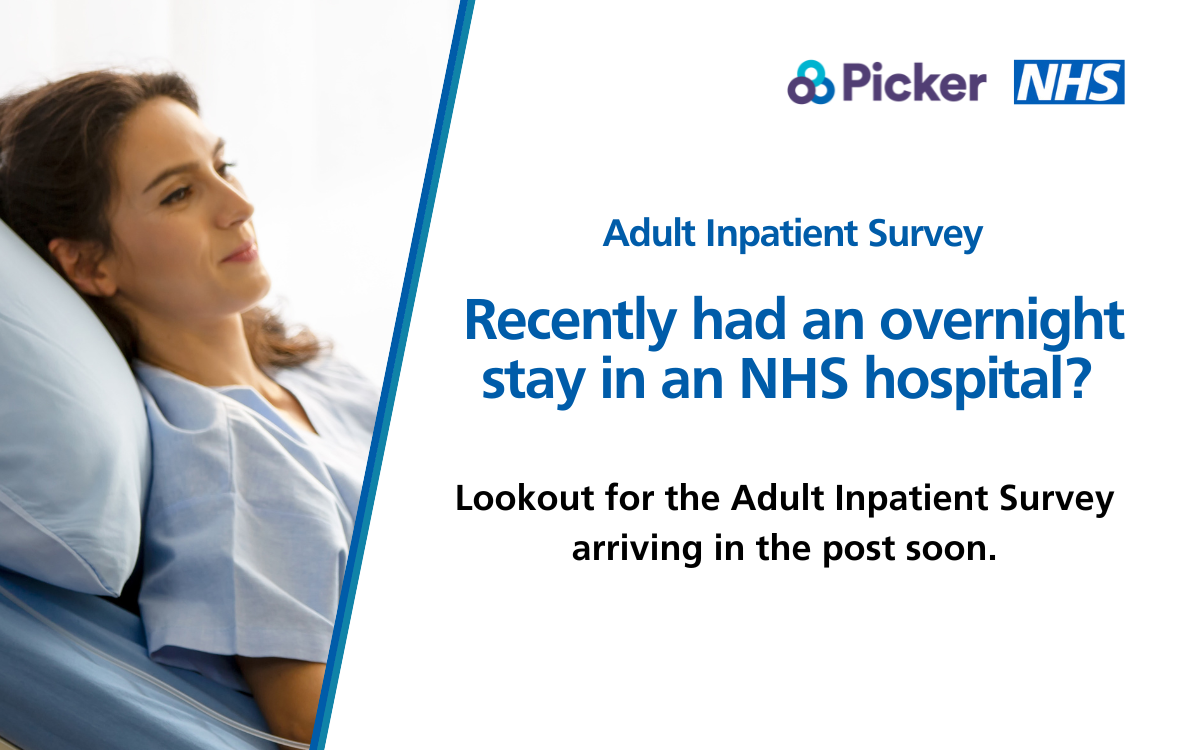 Picker NHS
Adult Inpatient Survey
Recently had an overnight
stay in an NHS hospital?
Lookout for the Adult Inpatient Survey
arriving in the post soon.